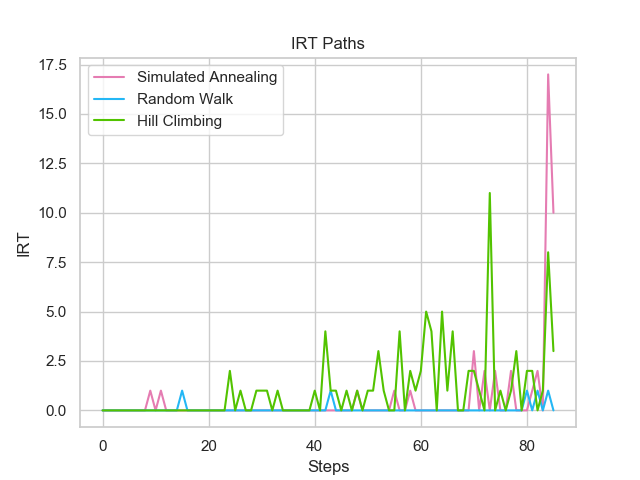 IRT Paths
Simulated Annealing
Random Walk
Hill Climbing
17.5
15.0
12.5
10.0
7.5
5.0
2.5
0.0
IRT
0 20 40 60 80
Steps